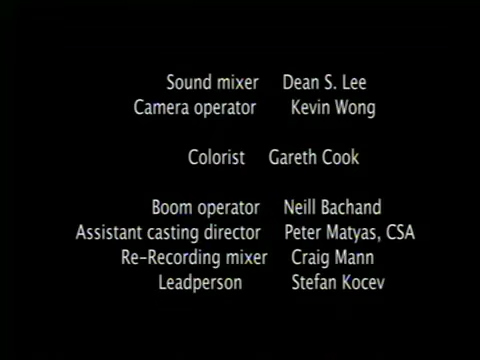 Sound mixer Dean S. Lee
Camera operator Kevin Wong
Colorist Gareth Cook
Boom operator Neill Bachand
Assistant casting director Peter Matyas, CSA
Re-Recording mixer Craig Mann
Leadperson Stefan Kocev